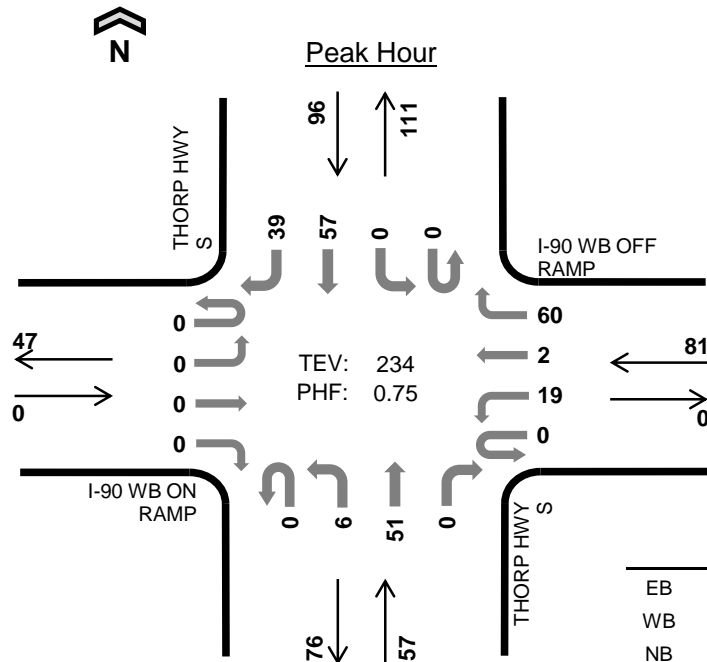 N
Peak Hour
96
111
THORP HWY
S
39
57
0
0
I-90 WB OFF
RAMP
0
60
47
0
2
81
TEV: 234
PHF: 0.75
0
0
19
0
0
0
I-90 WB ON
RAMP
0
6
51
0
THORP HWY
S
76
57
EB
WB
NB